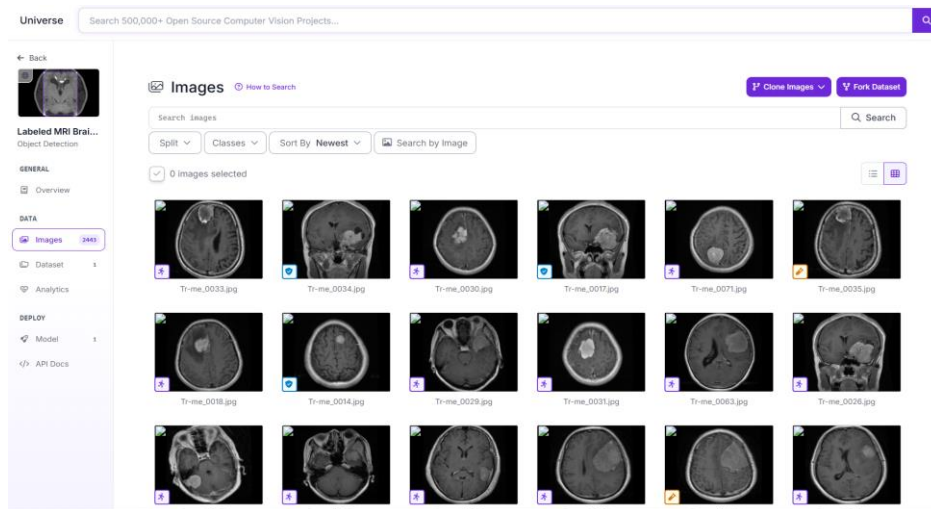 Universe
Search 500,000+ Open Source Computer Vision Projects...
← Back
Labeled MRI Brai...
Object Detection
GENERAL
Overview
DATA
Images 2443
Dataset 1
Analytics
DEPLOY
Model 1
</> API Docs
Images
How to Search
Clone Images
Fork Dataset
Search images
Search
Split
Classes
Sort By Newest
Search by Image
0 images selected
Tr-me_0033.jpg
Tr-me_0034.jpg
Tr-me_0030.jpg
Tr-me_0017.jpg
Tr-me_0071.jpg
Tr-me_0035.jpg
Tr-me_0018.jpg
Tr-me_0014.jpg
Tr-me_0029.jpg
Tr-me_0031.jpg
Tr-me_0063.jpg
Tr-me_0026.jpg